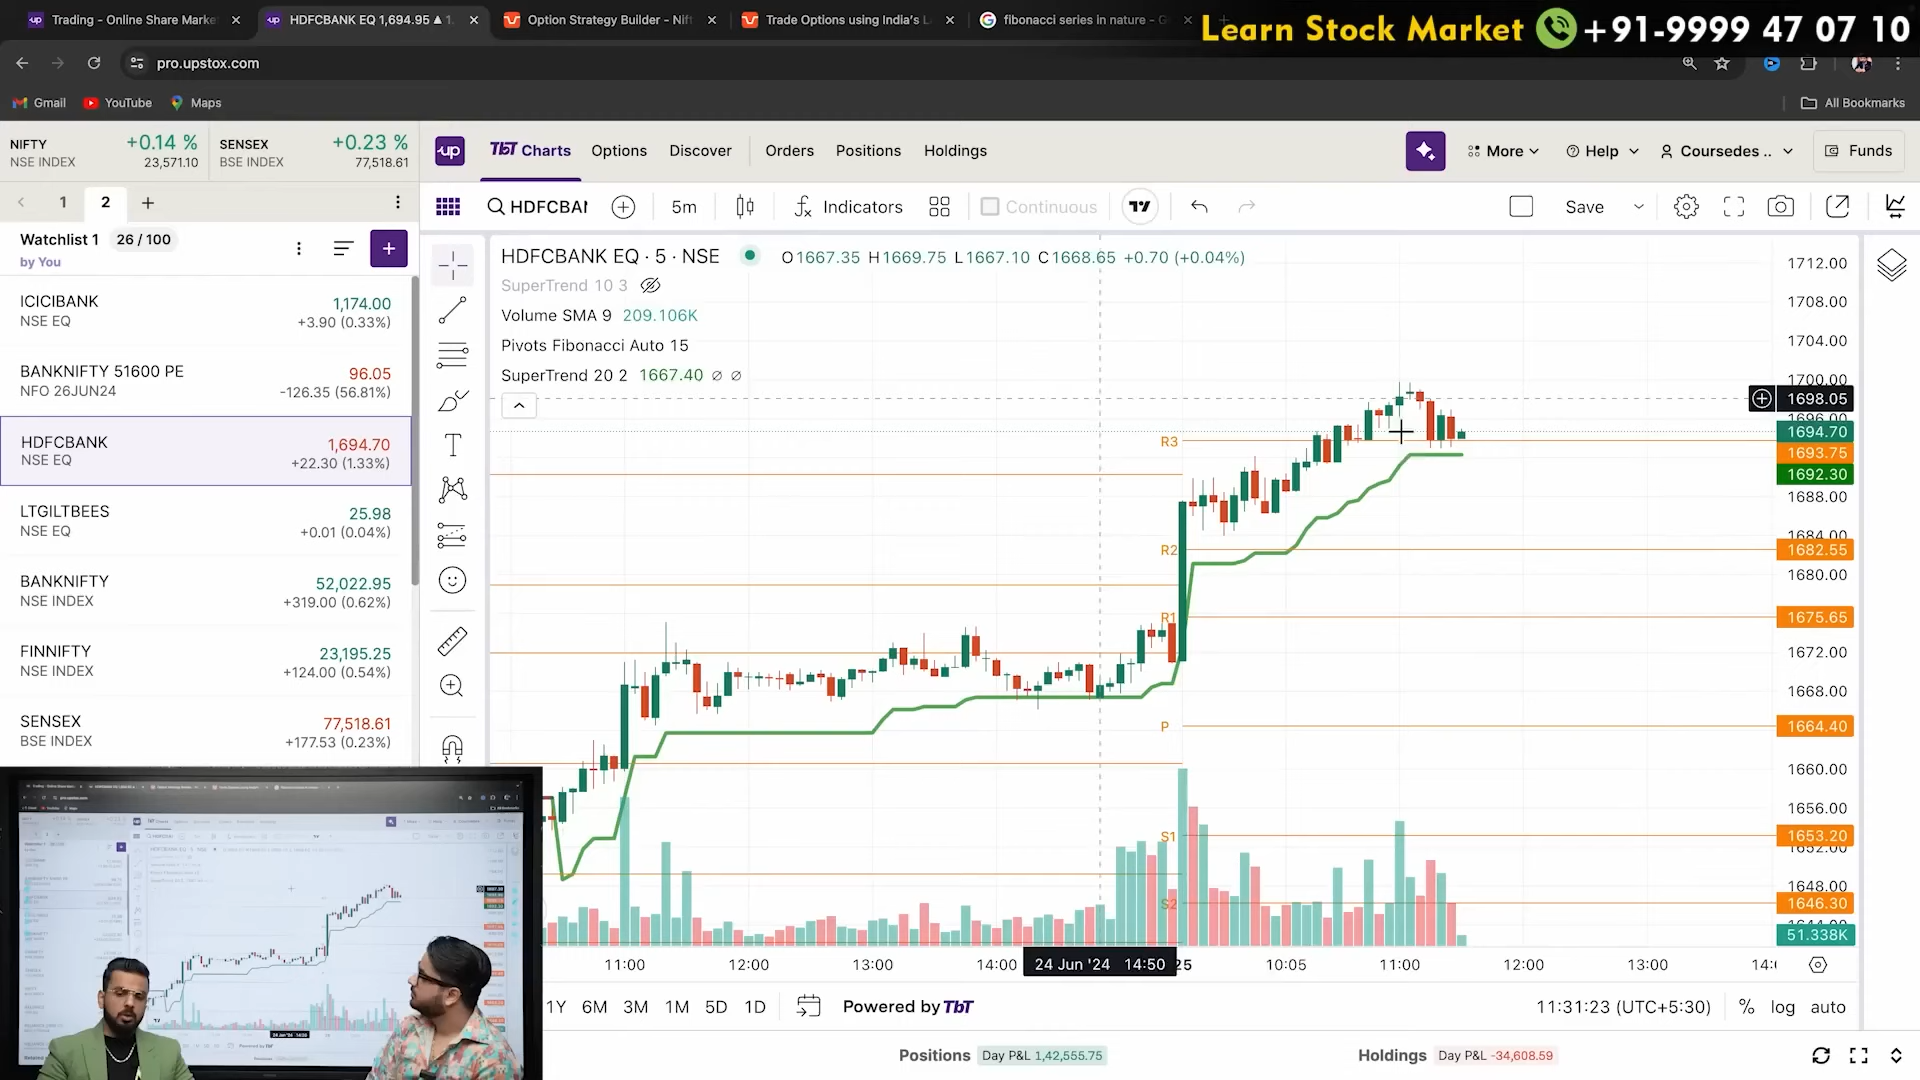 Trading - Online Share Marke
HDFCBANK EQ 1,694.95 ▲ 1.
Option Strategy Builder - Nift
Trade Options using India's L
fibonacci series in nature - G
Learn Stock Market +91-9999 47 07 10
pro.upstox.com
Gmail YouTube Maps All Bookmarks
NIFTY +0.14 % SENSEX +0.23 %
NSE INDEX 23,571.10 BSE INDEX 77,518.61
up TbT Charts Options Discover Orders Positions Holdings More Help Coursedes .. Funds
1 2 +
HDFCBAN 5m Indicators Continuous Save
Watchlist 1 26 / 100
by You
ICICIBANK 1,174.00
NSE EQ +3.90 (0.33%)
BANKNIFTY 51600 PE 96.05
NFO 26JUN24 -126.35 (56.81%)
HDFCBANK 1,694.70
NSE EQ +22.30 (1.33%)
LTGILTBEES 25.98
NSE EQ +0.01 (0.04%)
BANKNIFTY 52,022.95
NSE INDEX +319.00 (0.62%)
FINNIFTY 23,195.25
NSE INDEX +124.00 (0.54%)
SENSEX 77,518.61
BSE INDEX +177.53 (0.23%)
HDFCBANK EQ · 5 · NSE O1667.35 H1669.75 L1667.10 C1668.65 +0.70 (+0.04%)
SuperTrend 10 3
Volume SMA 9 209.106K
Pivots Fibonacci Auto 15
SuperTrend 20 2 1667.40 ∅ ∅
R3
R2
R1
P
S1
S2
1712.00
1708.00
1704.00
1700.00
1698.05
1696.00
1694.70
1693.75
1692.30
1688.00
1684.00
1682.55
1680.00
1675.65
1672.00
1668.00
1664.40
1660.00
1656.00
1653.20
1652.00
1648.00
1646.30
1644.00
51.338K
11:00 12:00 13:00 14:00 24 Jun '24 14:50 25 10:05 11:00 12:00 13:00 14:
1Y 6M 3M 1M 5D 1D Powered by TbT 11:31:23 (UTC+5:30) % log auto
Positions Day P&L 1,42,555.75 Holdings Day P&L -34,608.59